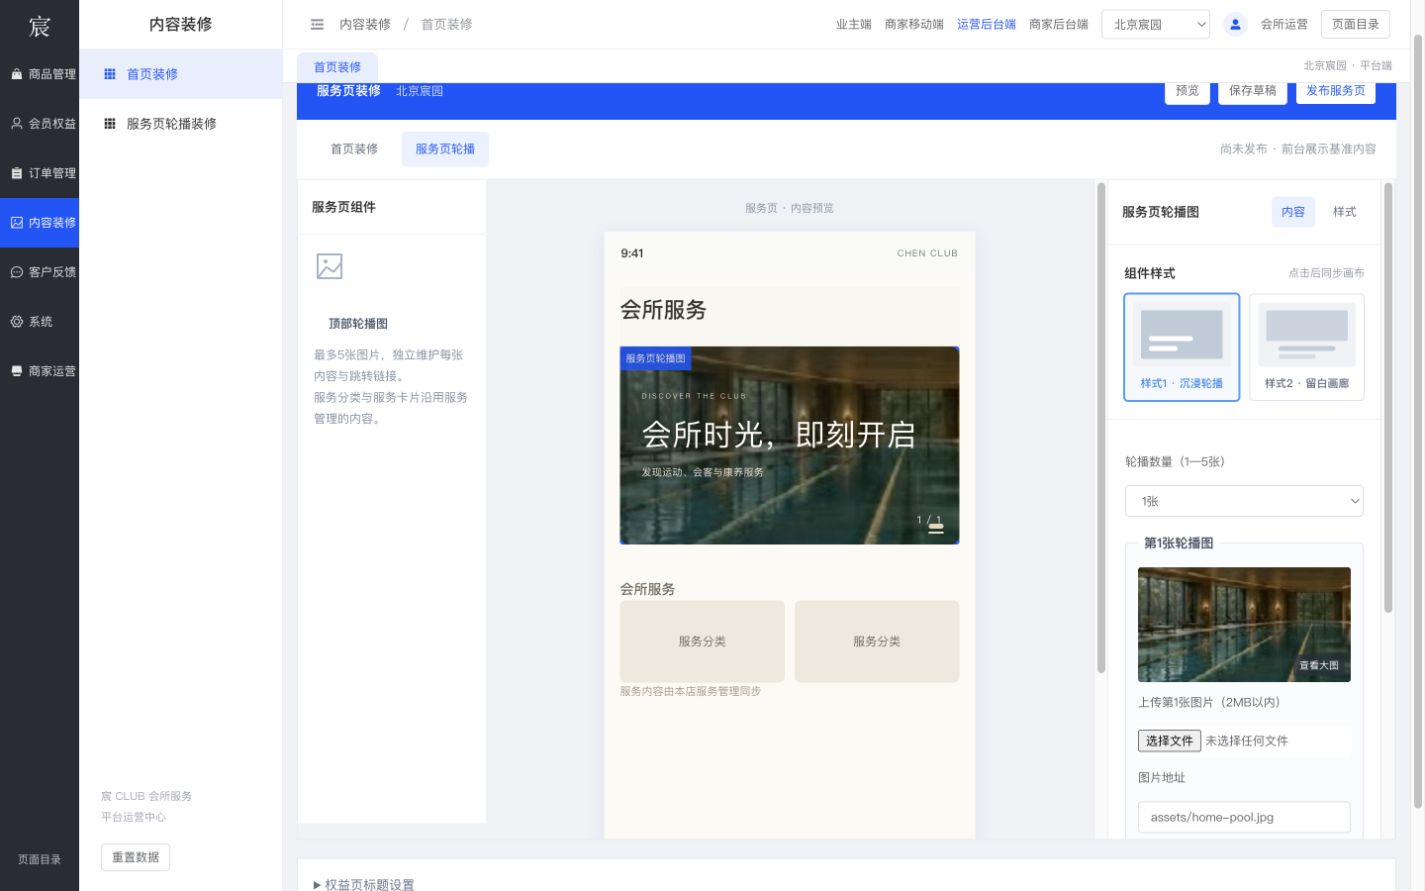 宸
商品管理
会员权益
订单管理
内容装修
客户反馈
系统
商家运营
页面目录
内容装修
首页装修
服务页轮播装修
宸 CLUB 会所服务
平台运营中心
重置数据
内容装修 / 首页装修
业主端 商家移动端 运营后台端 商家后台端 北京宸园 会所运营 页面目录
首页装修
北京宸园 · 平台端
服务页装修 北京宸园
预览 保存草稿 发布服务页
首页装修 服务页轮播
尚未发布 · 前台展示基准内容
服务页组件
顶部轮播图
最多5张图片，独立维护每张
内容与跳转链接。
服务分类与服务卡片沿用服务
管理的内容。
服务页 · 内容预览
9:41 CHEN CLUB
会所服务
服务页轮播图
DISCOVER THE CLUB
会所时光，即刻开启
发现运动、会客与康养服务
1 / 1
会所服务
服务分类 服务分类
服务内容由本店服务管理同步
服务页轮播图 内容 样式
组件样式 点击后同步画布
样式1 · 沉浸轮播 样式2 · 留白画廊
轮播数量（1—5张）
1张
第1张轮播图
查看大图
上传第1张图片（2MB以内）
选择文件 未选择任何文件
图片地址
assets/home-pool.jpg
▶ 权益页标题设置